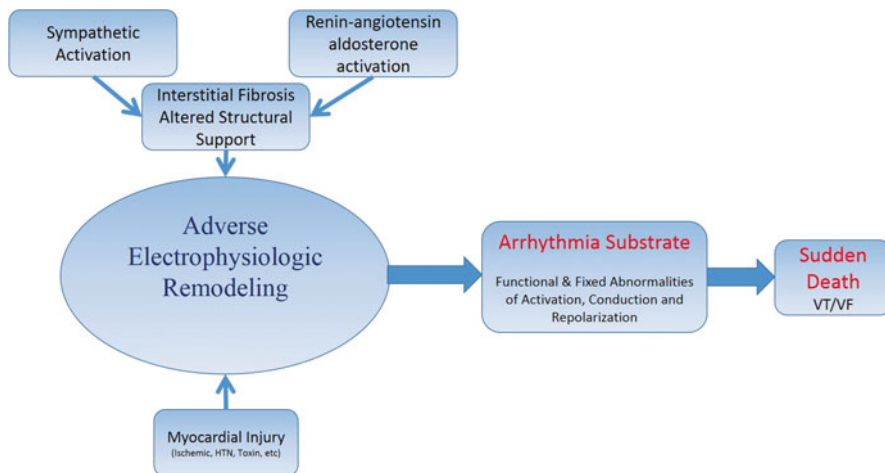 Sympathetic
Activation
Renin-angiotensin
aldosterone
activation
Interstitial Fibrosis
Altered Structural
Support
Adverse
Electrophysiologic
Remodeling
Arrhythmia Substrate
Functional & Fixed Abnormalities
of Activation, Conduction and
Repolarization
Sudden
Death
VT/VF
Myocardial Injury
(Ischemic, HTN, Toxin, etc)